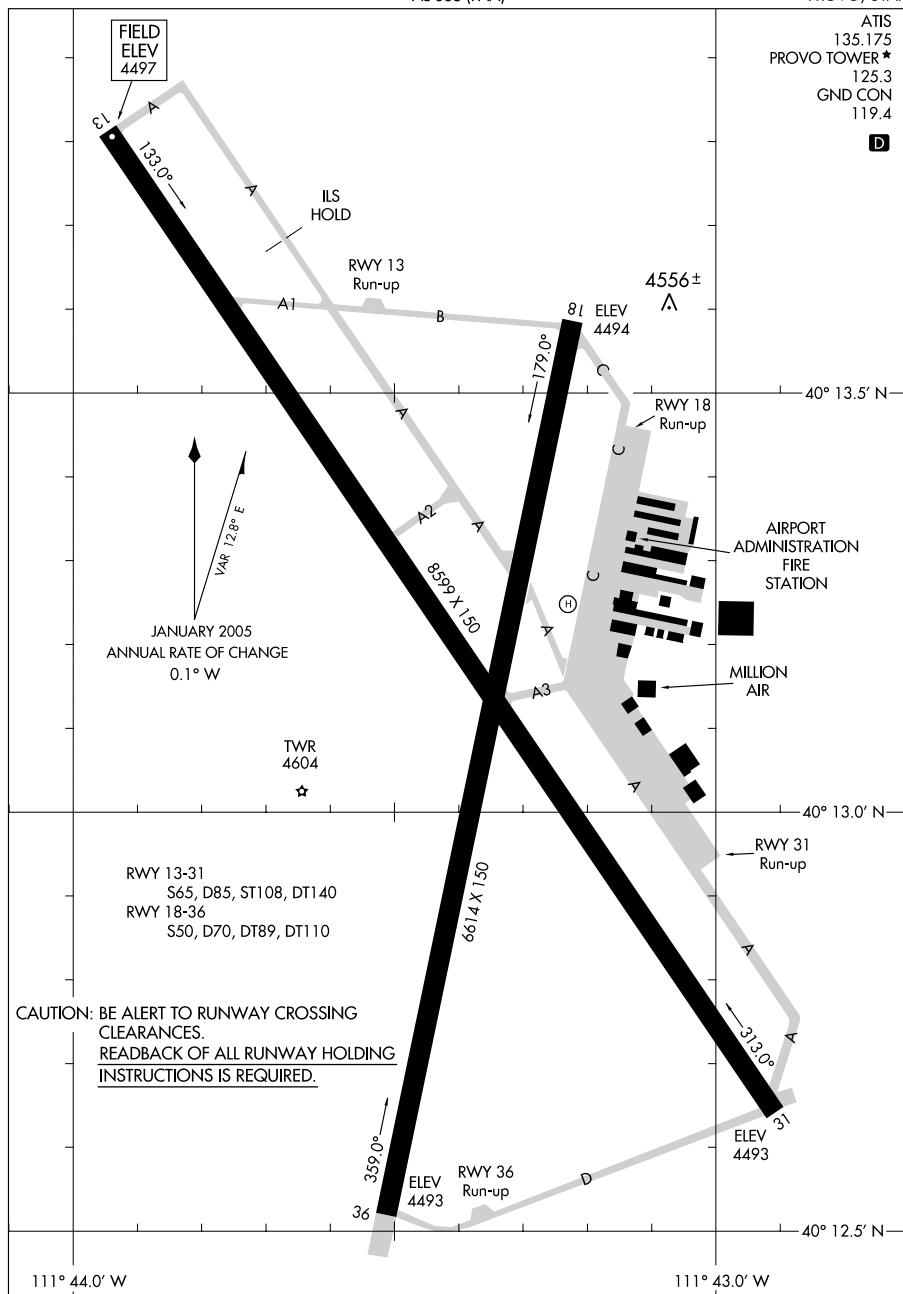 ATIS
135.175
PROVO TOWER★
125.3
GND CON
119.4
D
FIELD
ELEV
4497
A
13
133.0°
A
ILS
HOLD
RWY 13
Run-up
4556±
A1
B
18
ELEV
4494
179.0°
C
40° 13.5' N
RWY 18
Run-up
A
C
VAR 12.8° E
A2
A
AIRPORT
ADMINISTRATION
FIRE
STATION
8599 X 150
C
H
A
JANUARY 2005
ANNUAL RATE OF CHANGE
0.1° W
A3
MILLION
AIR
TWR
4604
A
40° 13.0' N
RWY 31
Run-up
RWY 13-31
S65, D85, ST108, DT140
RWY 18-36
S50, D70, DT89, DT110
6614 X 150
A
CAUTION: BE ALERT TO RUNWAY CROSSING
CLEARANCES.
READBACK OF ALL RUNWAY HOLDING
INSTRUCTIONS IS REQUIRED.
313.0°
A
31
ELEV
4493
359.0°
ELEV
4493
RWY 36
Run-up
D
36
40° 12.5' N
111° 44.0' W
111° 43.0' W